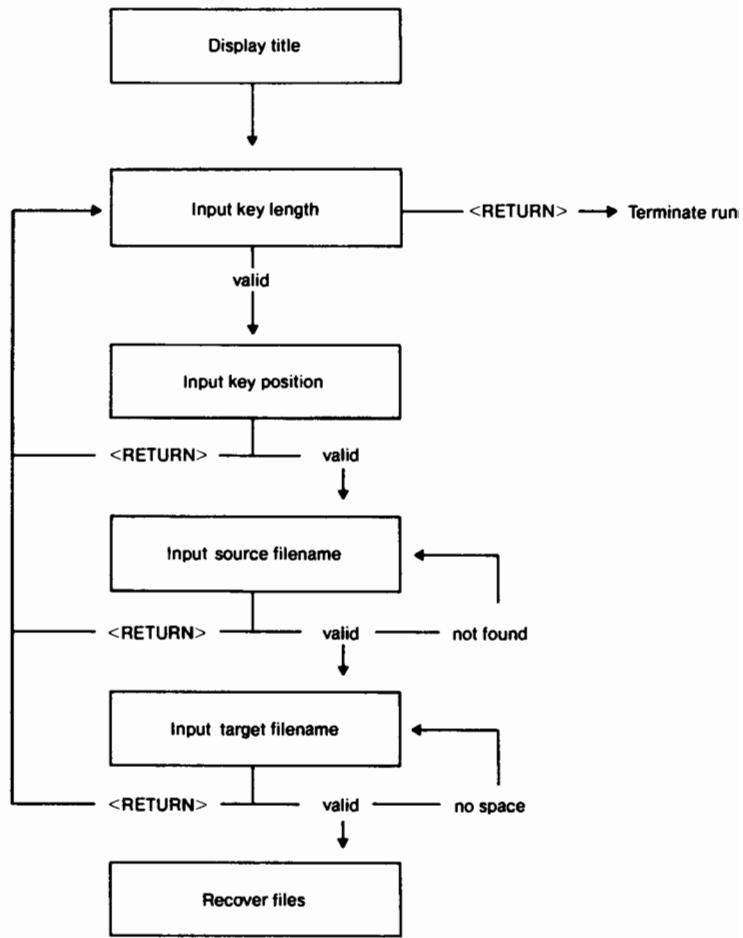 Display title
Input key length <RETURN> Terminate run
valid
Input key position
<RETURN> valid
Input source filename
<RETURN> valid not found
Input target filename
<RETURN> valid no space
Recover files